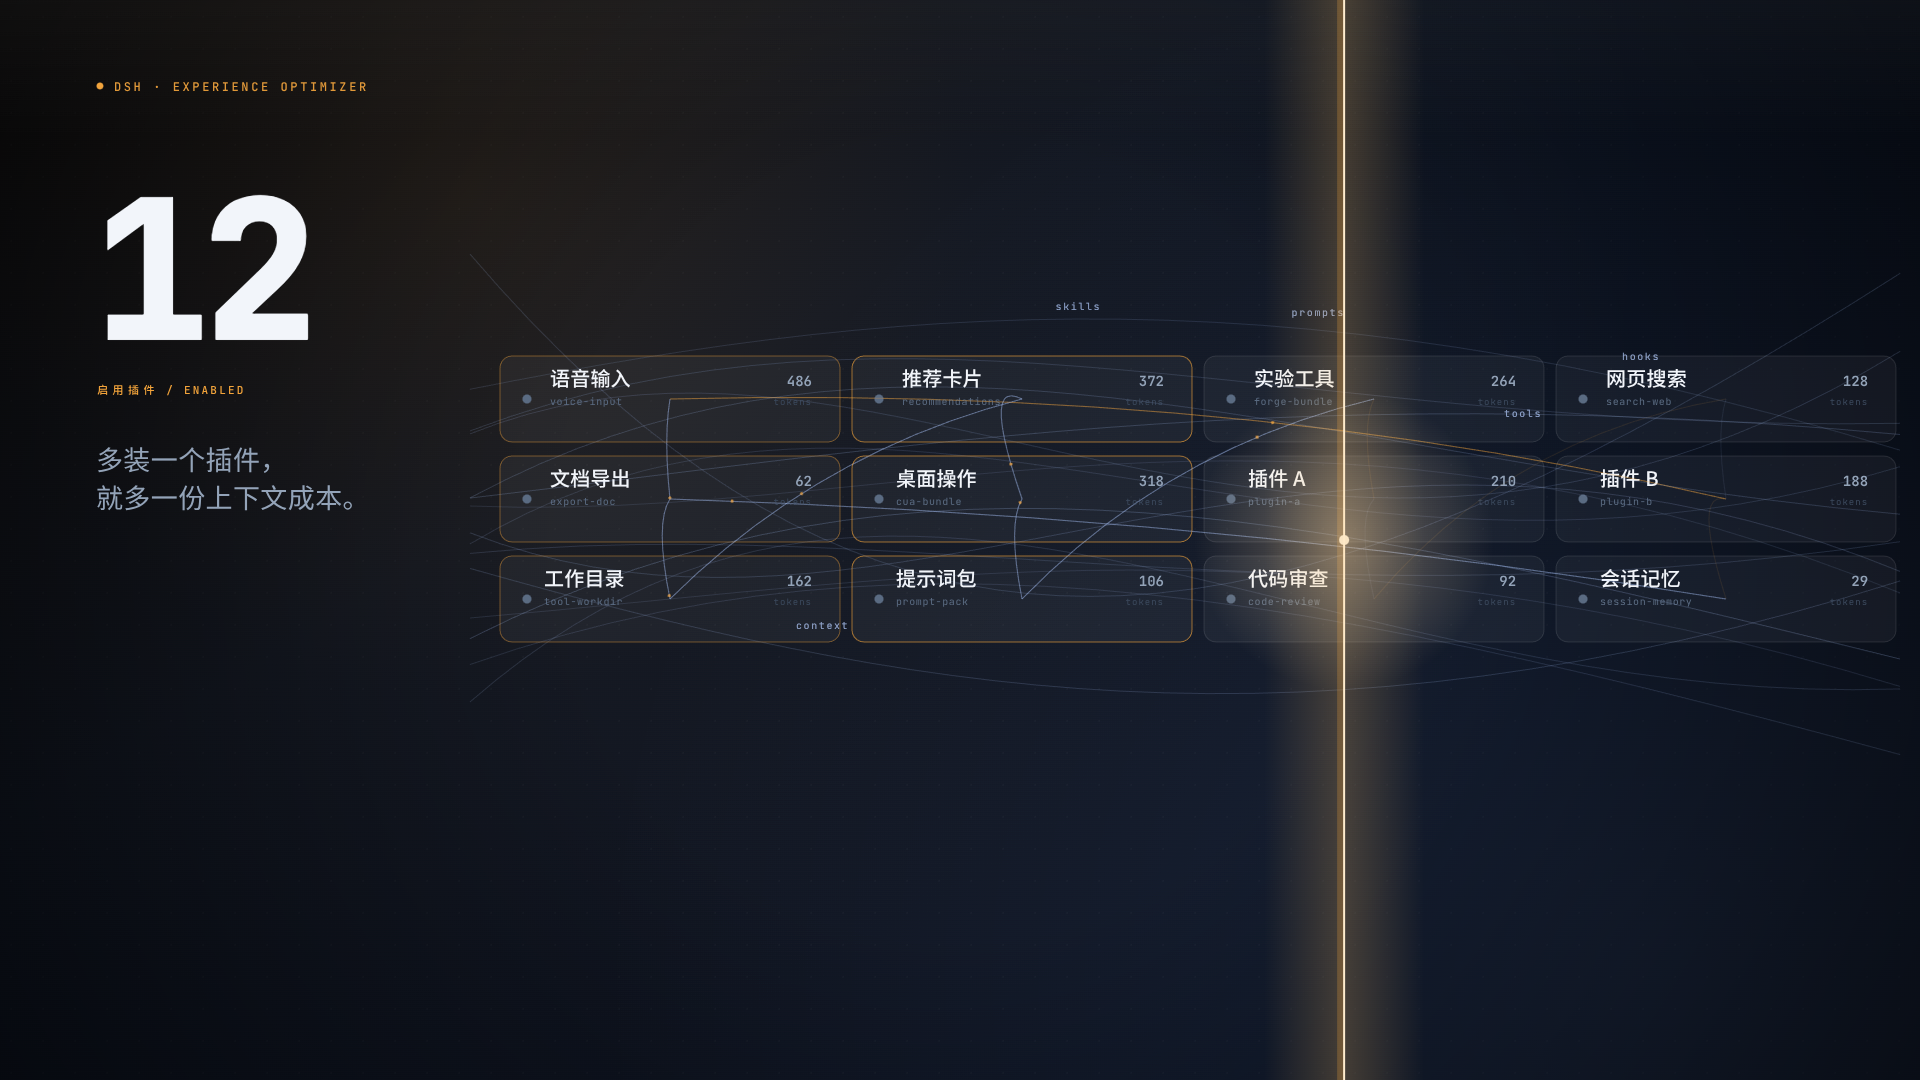 DSH · EXPERIENCE OPTIMIZER
12
启用插件 / ENABLED
多装一个插件，
就多一份上下文成本。
skills
prompts
hooks
tools
context
语音输入
486
voice-input
tokens
推荐卡片
372
recommendations
tokens
实验工具
264
forge-bundle
tokens
网页搜索
128
search-web
tokens
文档导出
62
export-doc
tokens
桌面操作
318
cua-bundle
tokens
插件 A
210
plugin-a
tokens
插件 B
188
plugin-b
tokens
工作目录
162
tool-workdir
tokens
提示词包
106
prompt-pack
tokens
代码审查
92
code-review
tokens
会话记忆
29
session-memory
tokens